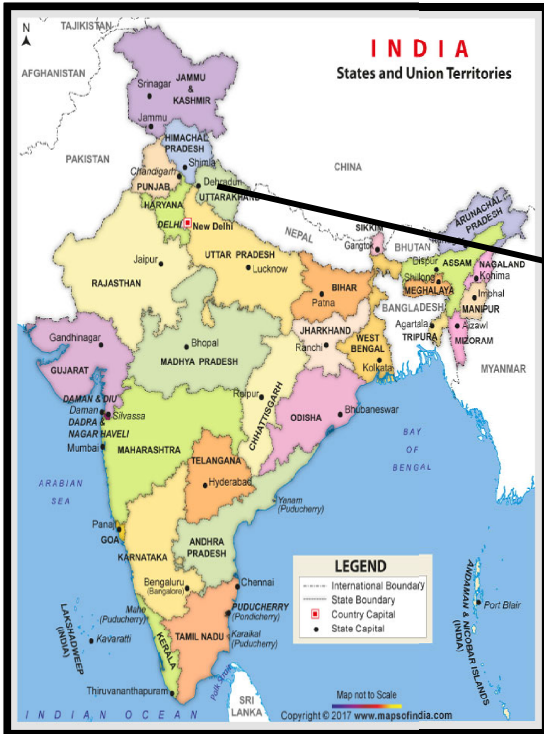 TAJIKISTAN
N
INDIA
States and Union Territories
AFGHANISTAN
JAMMU
&
KASHMIR
Srinagar
Jammu
HIMACHAL
PRADESH
Shimla
PAKISTAN
Chandigarh
PUNJAB
Dehradun
UTTARAKHAND
CHINA
HARYANA
DELHI
New Delhi
NEPAL
SIKKIM
Gangtok
BHUTAN
ARUNACHAL
PRADESH
Dispur
ASSAM
NAGALAND
Kohima
Shillong
MEGHALAYA
Imphal
MANIPUR
BANGLADESH
Agartala
TRIPURA
Aizawl
MIZORAM
MYANMAR
Jaipur
RAJASTHAN
UTTAR PRADESH
Lucknow
BIHAR
Patna
JHARKHAND
Ranchi
WEST
BENGAL
Kolkata
Gandhinagar
GUJARAT
Bhopal
MADHYA PRADESH
Raipur
CHHATTISGARH
ODISHA
Bhubaneswar
DAMAN & DIU
Daman
Silvassa
DADRA &
NAGAR HAVELI
Mumbai
MAHARASHTRA
TELANGANA
Hyderabad
BAY
OF
BENGAL
ARABIAN
SEA
Yanam
(Puducherry)
Panaji
GOA
KARNATAKA
ANDHRA
PRADESH
Bengaluru
(Bangalore)
Chennai
PUDUCHERRY
(Pondicherry)
Mahe
(Puducherry)
Karaikal
(Puducherry)
TAMIL NADU
KERALA
LAKSHADWEEP
(INDIA)
Kavaratti
Thiruvananthapuram
Palk Strait
SRI
LANKA
INDIAN OCEAN
ANDAMAN & NICOBAR ISLANDS
(INDIA)
Port Blair
LEGEND
International Boundary
State Boundary
Country Capital
State Capital
Map not to Scale
Copyright © 2017 www.mapsofindia.com